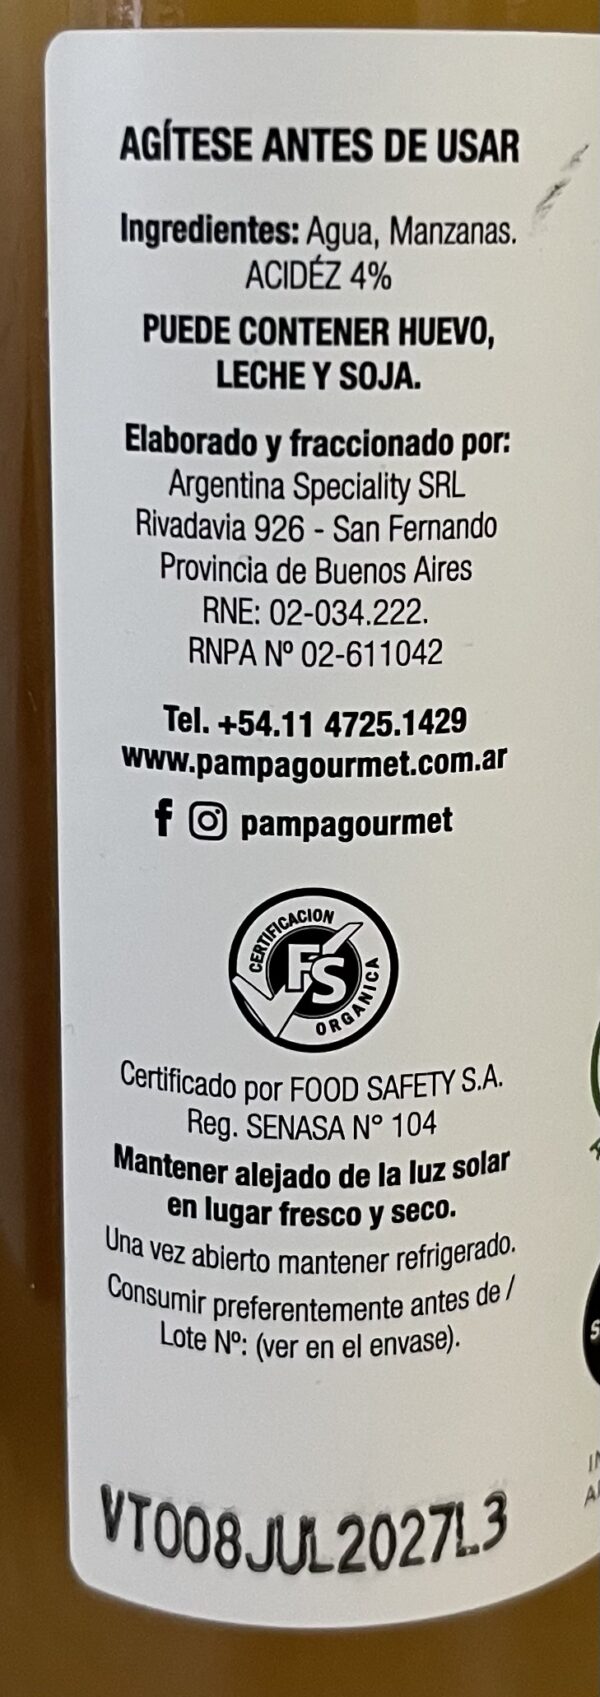 AGÍTESE ANTES DE USAR
Ingredientes: Agua, Manzanas.
ACIDÉZ 4%
PUEDE CONTENER HUEVO,
LECHE Y SOJA.
Elaborado y fraccionado por:
Argentina Speciality SRL
Rivadavia 926 - San Fernando
Provincia de Buenos Aires
RNE: 02-034.222.
RNPA Nº 02-611042
Tel. +54.11 4725.1429
www.pampagourmet.com.ar
pampagourmet
CERTIFICACION
FS
ORGANICA
Certificado por FOOD SAFETY S.A.
Reg. SENASA N° 104
Mantener alejado de la luz solar
en lugar fresco y seco.
Una vez abierto mantener refrigerado.
Consumir preferentemente antes de /
Lote Nº: (ver en el envase).
VTO08JUL2027L3